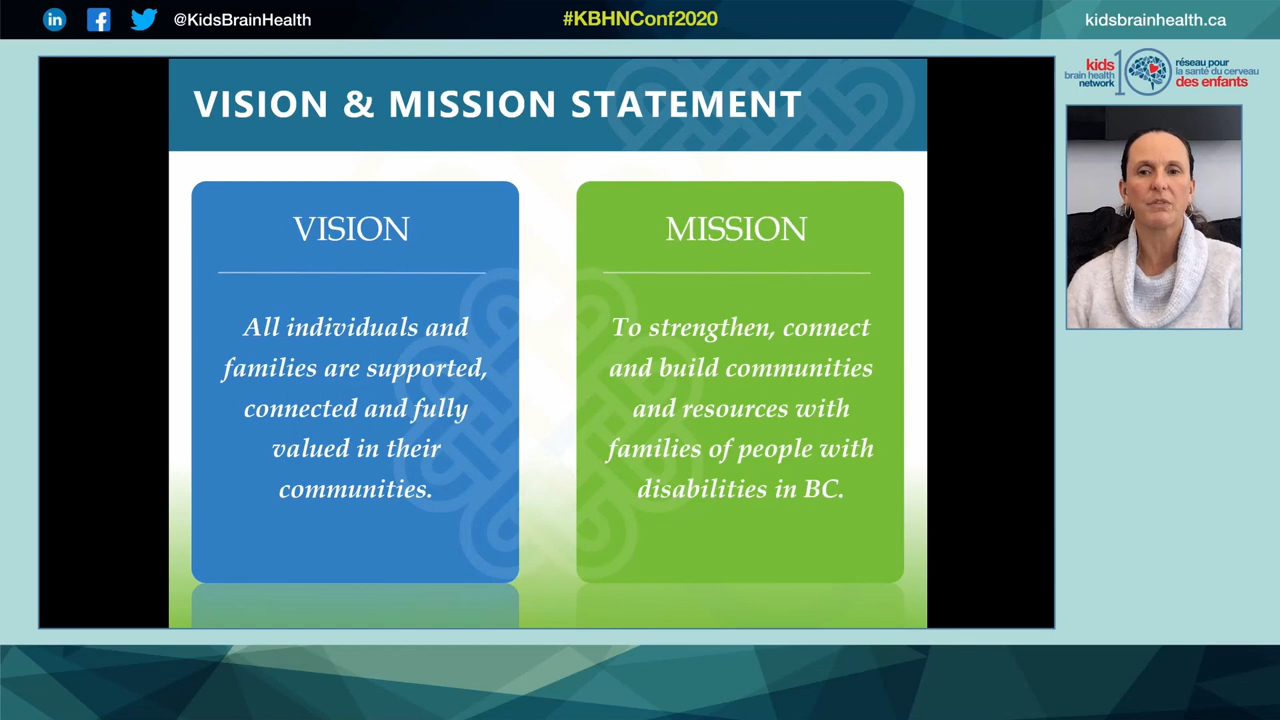 in
f
@KidsBrainHealth
#KBHNConf2020
kidsbrainhealth.ca
kids
brain health
network
10
réseau pour
la santé du cerveau
des enfants
VISION & MISSION STATEMENT
VISION
All individuals and
families are supported,
connected and fully
valued in their
communities.
MISSION
To strengthen, connect
and build communities
and resources with
families of people with
disabilities in BC.